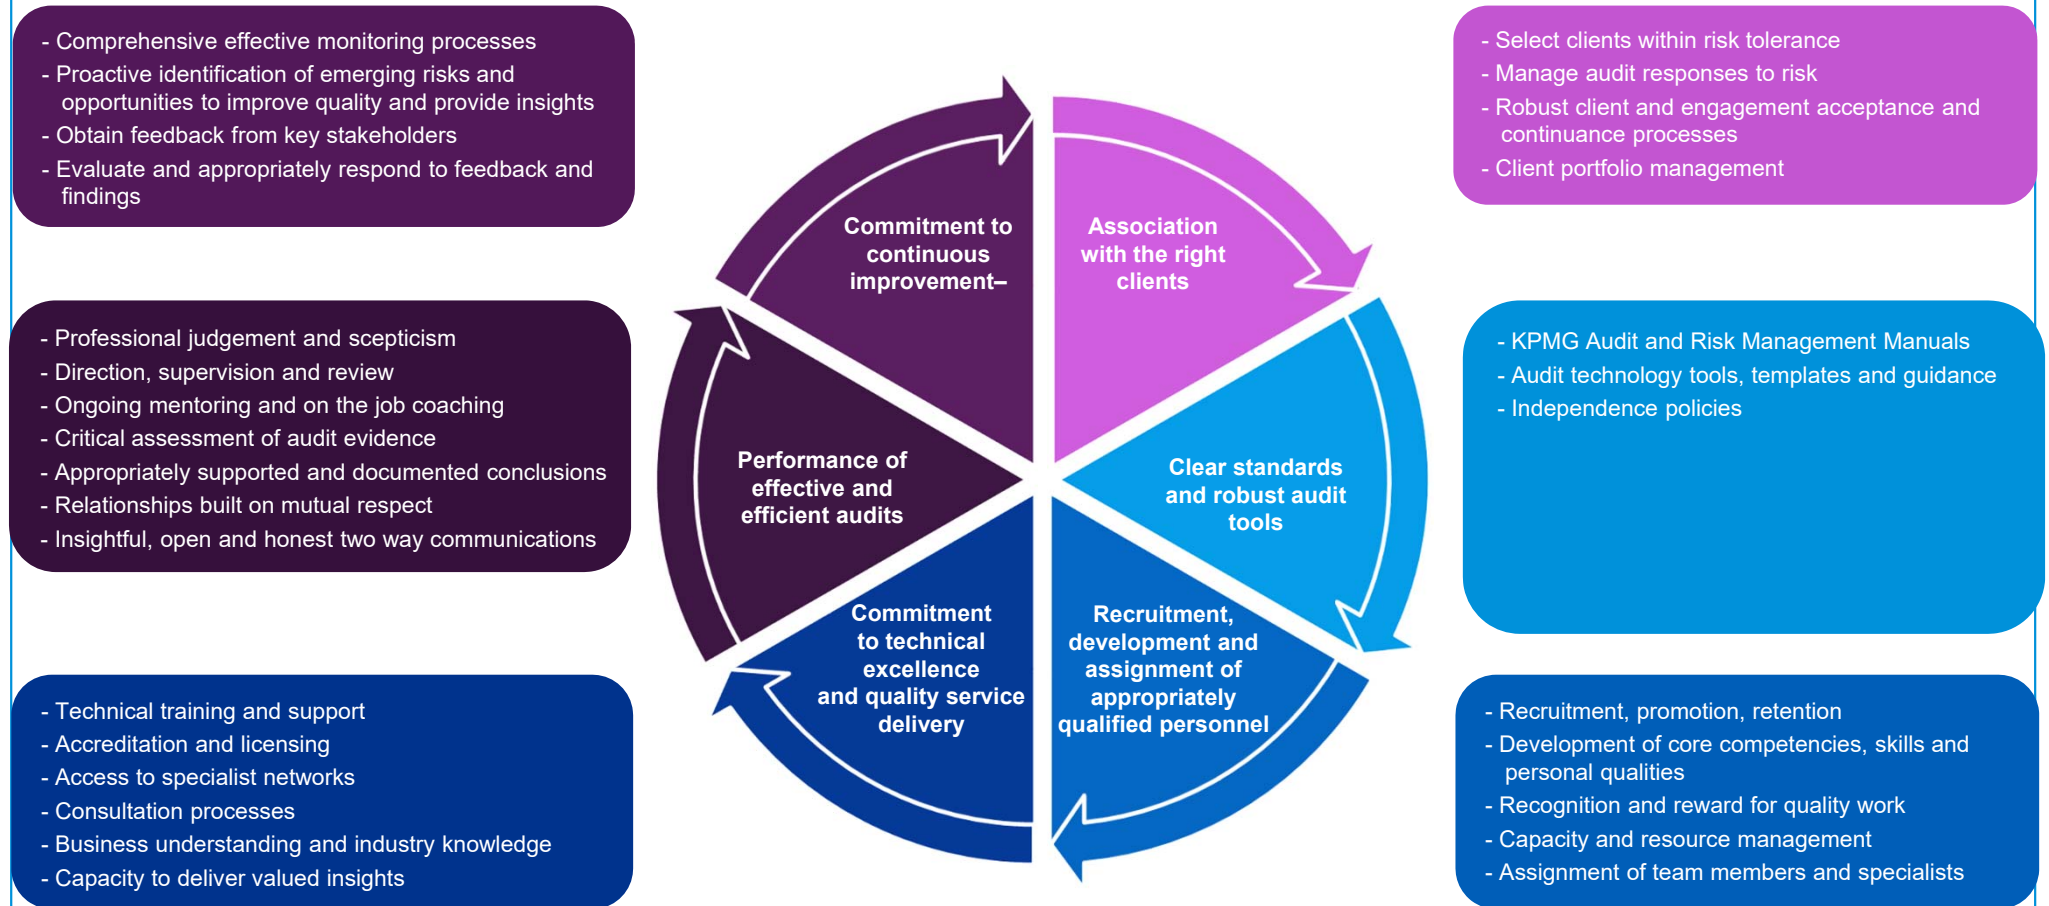 - Comprehensive effective monitoring processes
- Proactive identification of emerging risks and
opportunities to improve quality and provide insights
- Obtain feedback from key stakeholders
- Evaluate and appropriately respond to feedback and
findings
- Professional judgement and scepticism
- Direction, supervision and review
- Ongoing mentoring and on the job coaching
- Critical assessment of audit evidence
- Appropriately supported and documented conclusions
- Relationships built on mutual respect
- Insightful, open and honest two way communications
- Technical training and support
- Accreditation and licensing
- Access to specialist networks
- Consultation processes
- Business understanding and industry knowledge
- Capacity to deliver valued insights
Commitment to
continuous
improvement–
Association
with the right
clients
Performance of
effective and
efficient audits
Clear standards
and robust audit
tools
Commitment
to technical
excellence
and quality service
delivery
Recruitment,
development and
assignment of
appropriately
qualified personnel
- Select clients within risk tolerance
- Manage audit responses to risk
- Robust client and engagement acceptance and
continuance processes
- Client portfolio management
- KPMG Audit and Risk Management Manuals
- Audit technology tools, templates and guidance
- Independence policies
- Recruitment, promotion, retention
- Development of core competencies, skills and
personal qualities
- Recognition and reward for quality work
- Capacity and resource management
- Assignment of team members and specialists